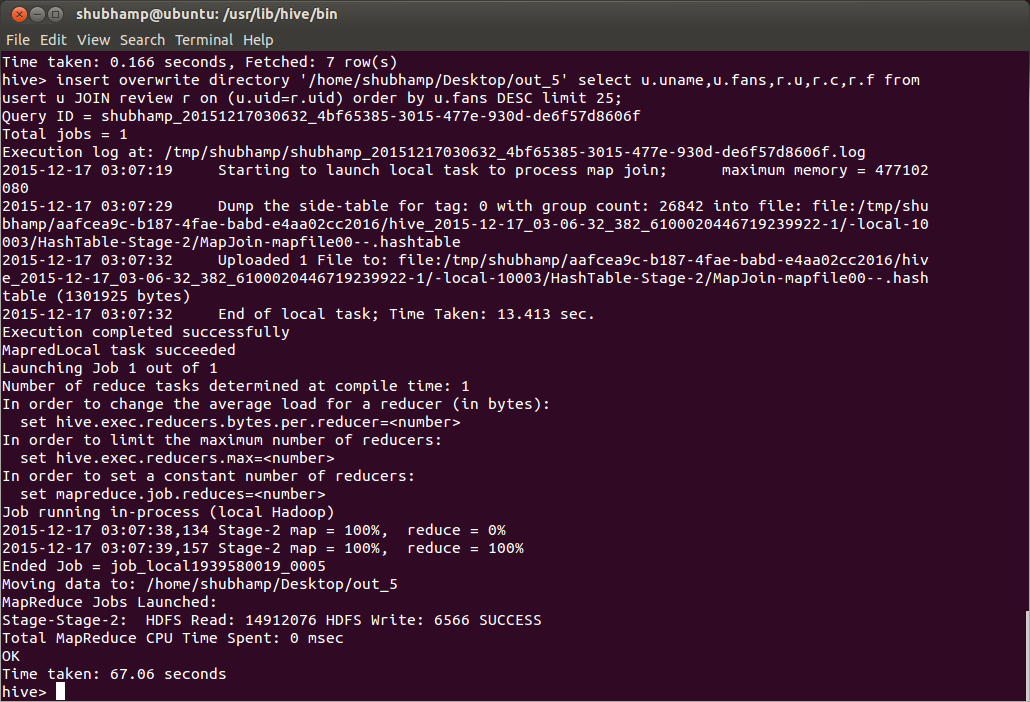 shubhamp@ubuntu: /usr/lib/hive/bin
File Edit View Search Terminal Help
Time taken: 0.166 seconds, Fetched: 7 row(s)
hive> insert overwrite directory '/home/shubhamp/Desktop/out_5' select u.uname,u.fans,r.u,r.c,r.f from
usert u JOIN review r on (u.uid=r.uid) order by u.fans DESC limit 25;
Query ID = shubhamp_20151217030632_4bf65385-3015-477e-930d-de6f57d8606f
Total jobs = 1
Execution log at: /tmp/shubhamp/shubhamp_20151217030632_4bf65385-3015-477e-930d-de6f57d8606f.log
2015-12-17 03:07:19     Starting to launch local task to process map join;      maximum memory = 477102
080
2015-12-17 03:07:29     Dump the side-table for tag: 0 with group count: 26842 into file: file:/tmp/shu
bhamp/aafcea9c-b187-4fae-babd-e4aa02cc2016/hive_2015-12-17_03-06-32_382_6100020446719239922-1/-local-10
003/HashTable-Stage-2/MapJoin-mapfile00--.hashtable
2015-12-17 03:07:32     Uploaded 1 File to: file:/tmp/shubhamp/aafcea9c-b187-4fae-babd-e4aa02cc2016/hiv
e_2015-12-17_03-06-32_382_6100020446719239922-1/-local-10003/HashTable-Stage-2/MapJoin-mapfile00--.hash
table (1301925 bytes)
2015-12-17 03:07:32     End of local task; Time Taken: 13.413 sec.
Execution completed successfully
MapredLocal task succeeded
Launching Job 1 out of 1
Number of reduce tasks determined at compile time: 1
In order to change the average load for a reducer (in bytes):
  set hive.exec.reducers.bytes.per.reducer=<number>
In order to limit the maximum number of reducers:
  set hive.exec.reducers.max=<number>
In order to set a constant number of reducers:
  set mapreduce.job.reduces=<number>
Job running in-process (local Hadoop)
2015-12-17 03:07:38,134 Stage-2 map = 100%,  reduce = 0%
2015-12-17 03:07:39,157 Stage-2 map = 100%,  reduce = 100%
Ended Job = job_local1939580019_0005
Moving data to: /home/shubhamp/Desktop/out_5
MapReduce Jobs Launched:
Stage-Stage-2:  HDFS Read: 14912076 HDFS Write: 6566 SUCCESS
Total MapReduce CPU Time Spent: 0 msec
OK
Time taken: 67.06 seconds
hive>